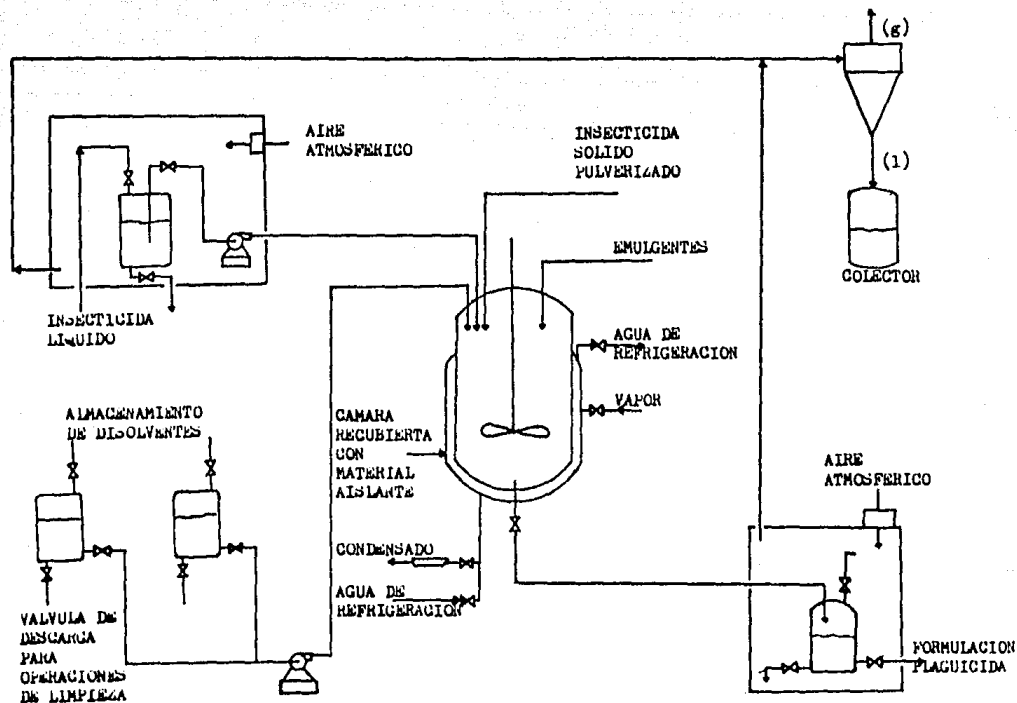 (g)
AIRE
ATMOSFERICO
INSECTICIDA
SOLIDO
PULVERIZADO
(l)
EMULGENTES
COLECTOR
INSECTICIDA
LIQUIDO
AGUA DE
REFRIGERACION
VAPOR
ALMACENAMIENTO
DE DISOLVENTES
CAMARA
RECUBIERTA
CON
MATERIAL
AISLANTE
AIRE
ATMOSFERICO
CONDENSADO
AGUA DE
REFRIGERACION
VALVULA DE
DESCARGA
PARA
OPERACIONES
DE LIMPIEZA
FORMULACION
PLAGUICIDA